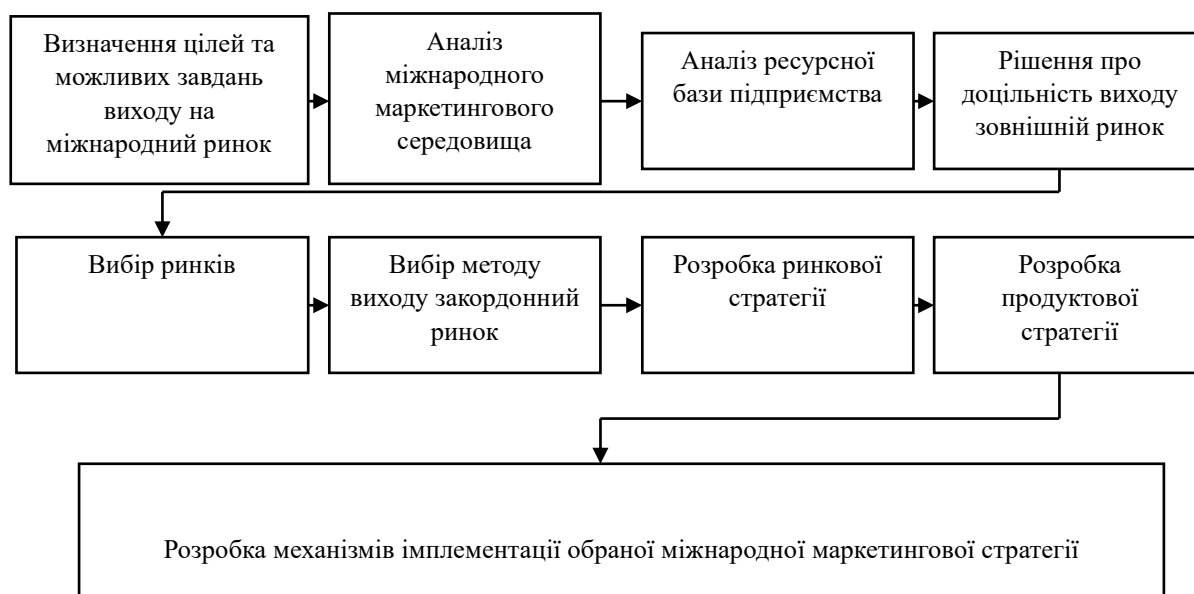 Визначення цілей та
можливих завдань
виходу на
міжнародний ринок
Аналіз
міжнародного
маркетингового
середовища
Аналіз ресурсної
бази підприємства
Рішення про
доцільність виходу
зовнішній ринок
Вибір ринків
Вибір методу
виходу закордонний
ринок
Розробка ринкової
стратегії
Розробка
продуктової
стратегії
Розробка механізмів імплементації обраної міжнародної маркетингової стратегії